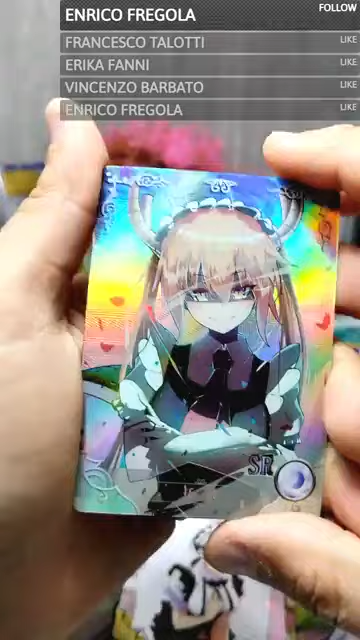 ENRICO FREGOLA
FOLLOW
FRANCESCO TALOTTI
LIKE
ERIKA FANNI
LIKE
VINCENZO BARBATO
LIKE
ENRICO FREGOLA
LIKE
SR